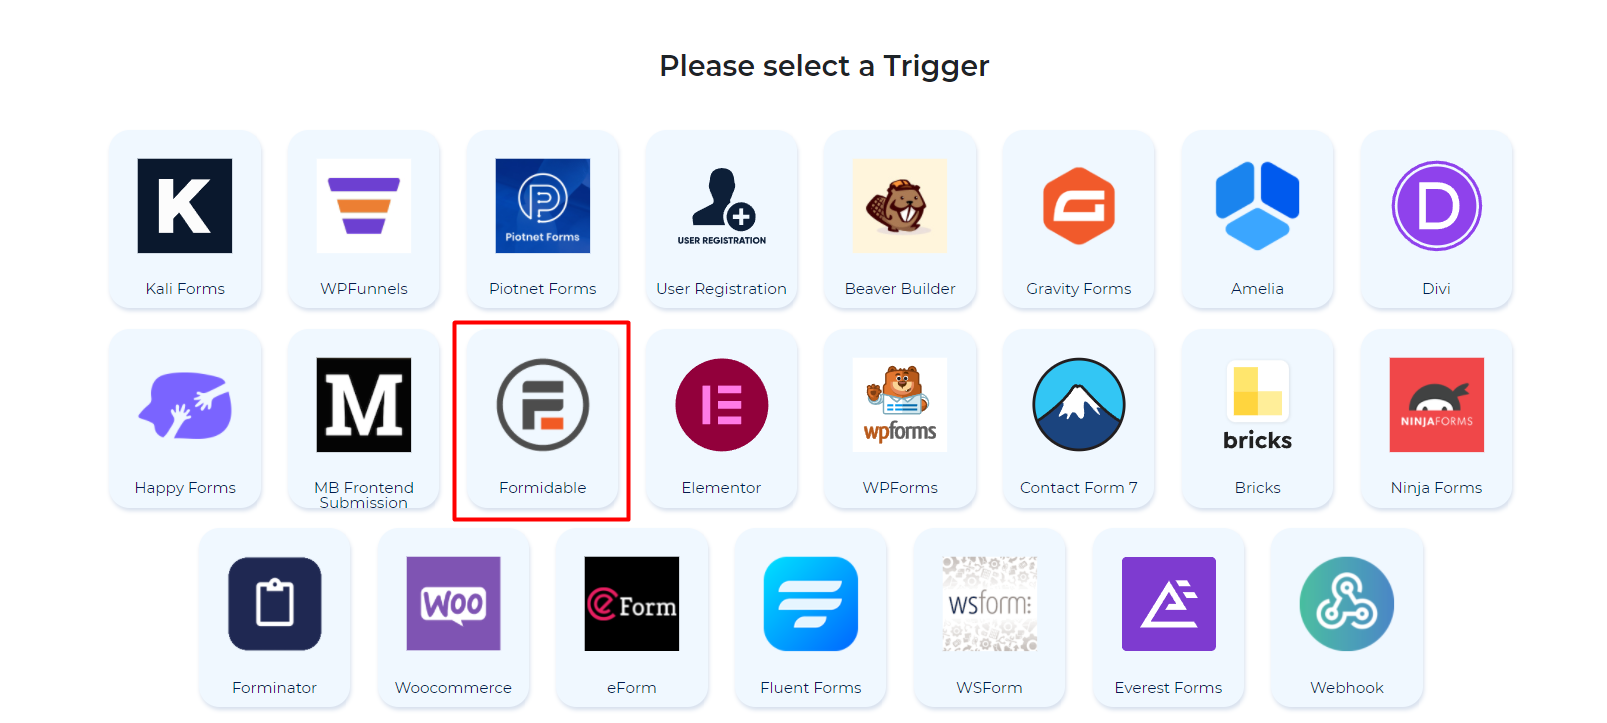 Please select a Trigger
K
P
Piotnet Forms
USER REGISTRATION
G
D
Kali Forms
WPFunnels
Piotnet Forms
User Registration
Beaver Builder
Gravity Forms
Amelia
Divi
M
F
E
wpforms
bricks
NINJAFORMS
Happy Forms
MB Frontend
Submission
Formidable
Elementor
WPForms
Contact Form 7
Bricks
Ninja Forms
WOO
eForm
wsform
Forminator
Woocommerce
eForm
Fluent Forms
WSForm
Everest Forms
Webhook